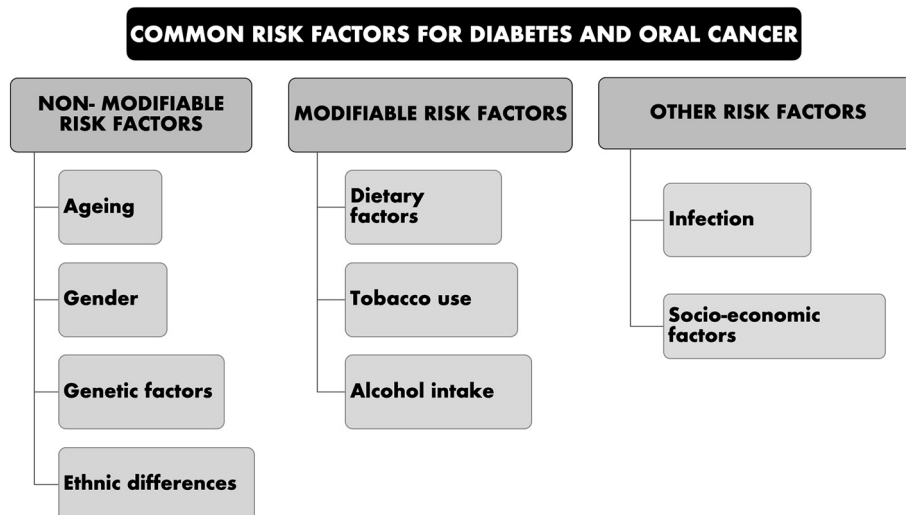 COMMON RISK FACTORS FOR DIABETES AND ORAL CANCER
NON- MODIFIABLE
RISK FACTORS
Ageing
Gender
Genetic factors
Ethnic differences
MODIFIABLE RISK FACTORS
Dietary
factors
Tobacco use
Alcohol intake
OTHER RISK FACTORS
Infection
Socio-economic
factors